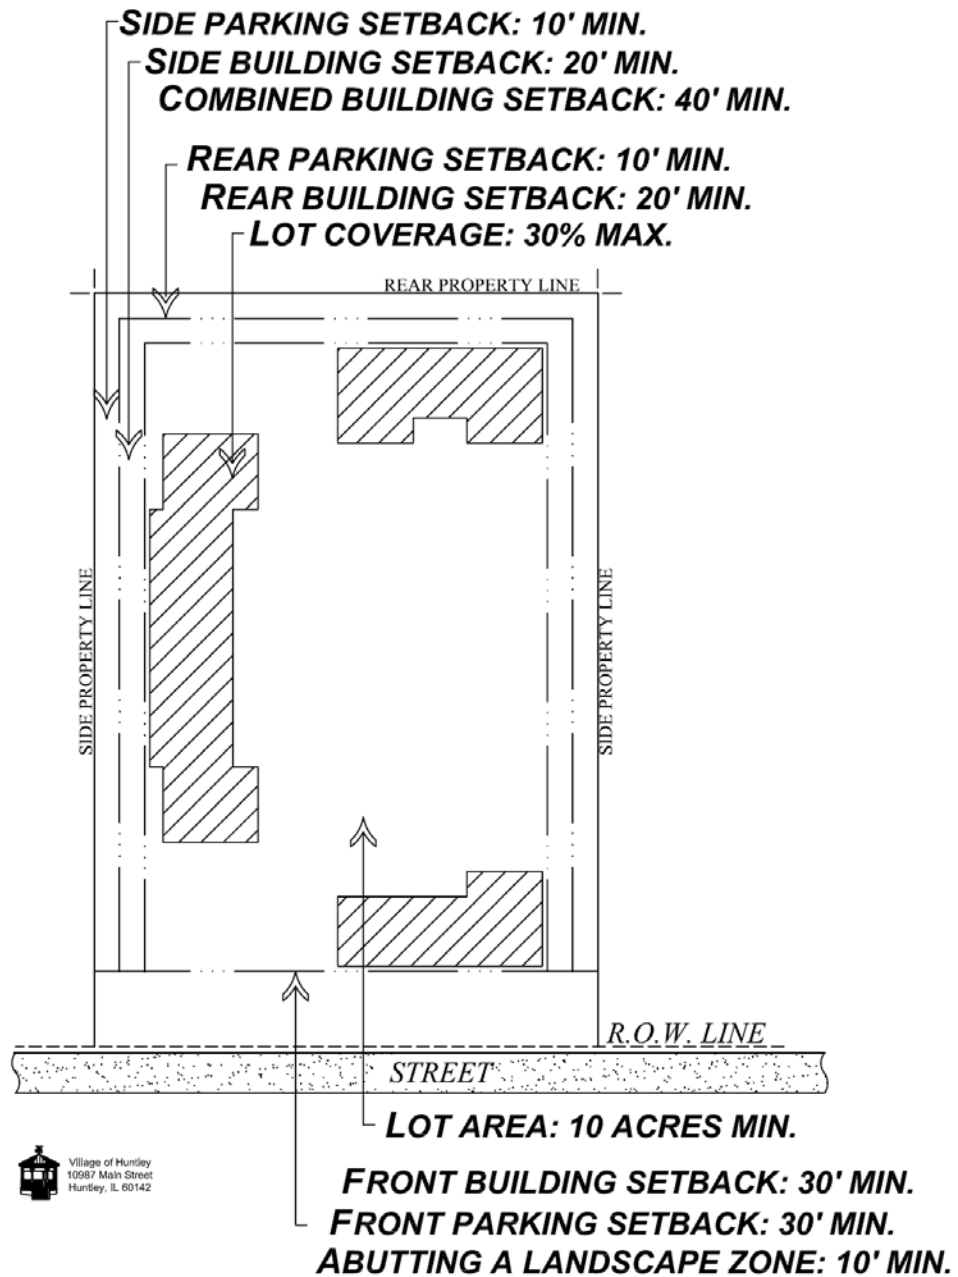 SIDE PARKING SETBACK: 10' MIN.
SIDE BUILDING SETBACK: 20' MIN.
COMBINED BUILDING SETBACK: 40' MIN.
REAR PARKING SETBACK: 10' MIN.
REAR BUILDING SETBACK: 20' MIN.
LOT COVERAGE: 30% MAX.
REAR PROPERTY LINE
SIDE PROPERTY LINE
SIDE PROPERTY LINE
R.O.W. LINE
STREET
LOT AREA: 10 ACRES MIN.
Village of Huntley
10987 Main Street
Huntley, IL 60142
FRONT BUILDING SETBACK: 30' MIN.
FRONT PARKING SETBACK: 30' MIN.
ABUTTING A LANDSCAPE ZONE: 10' MIN.